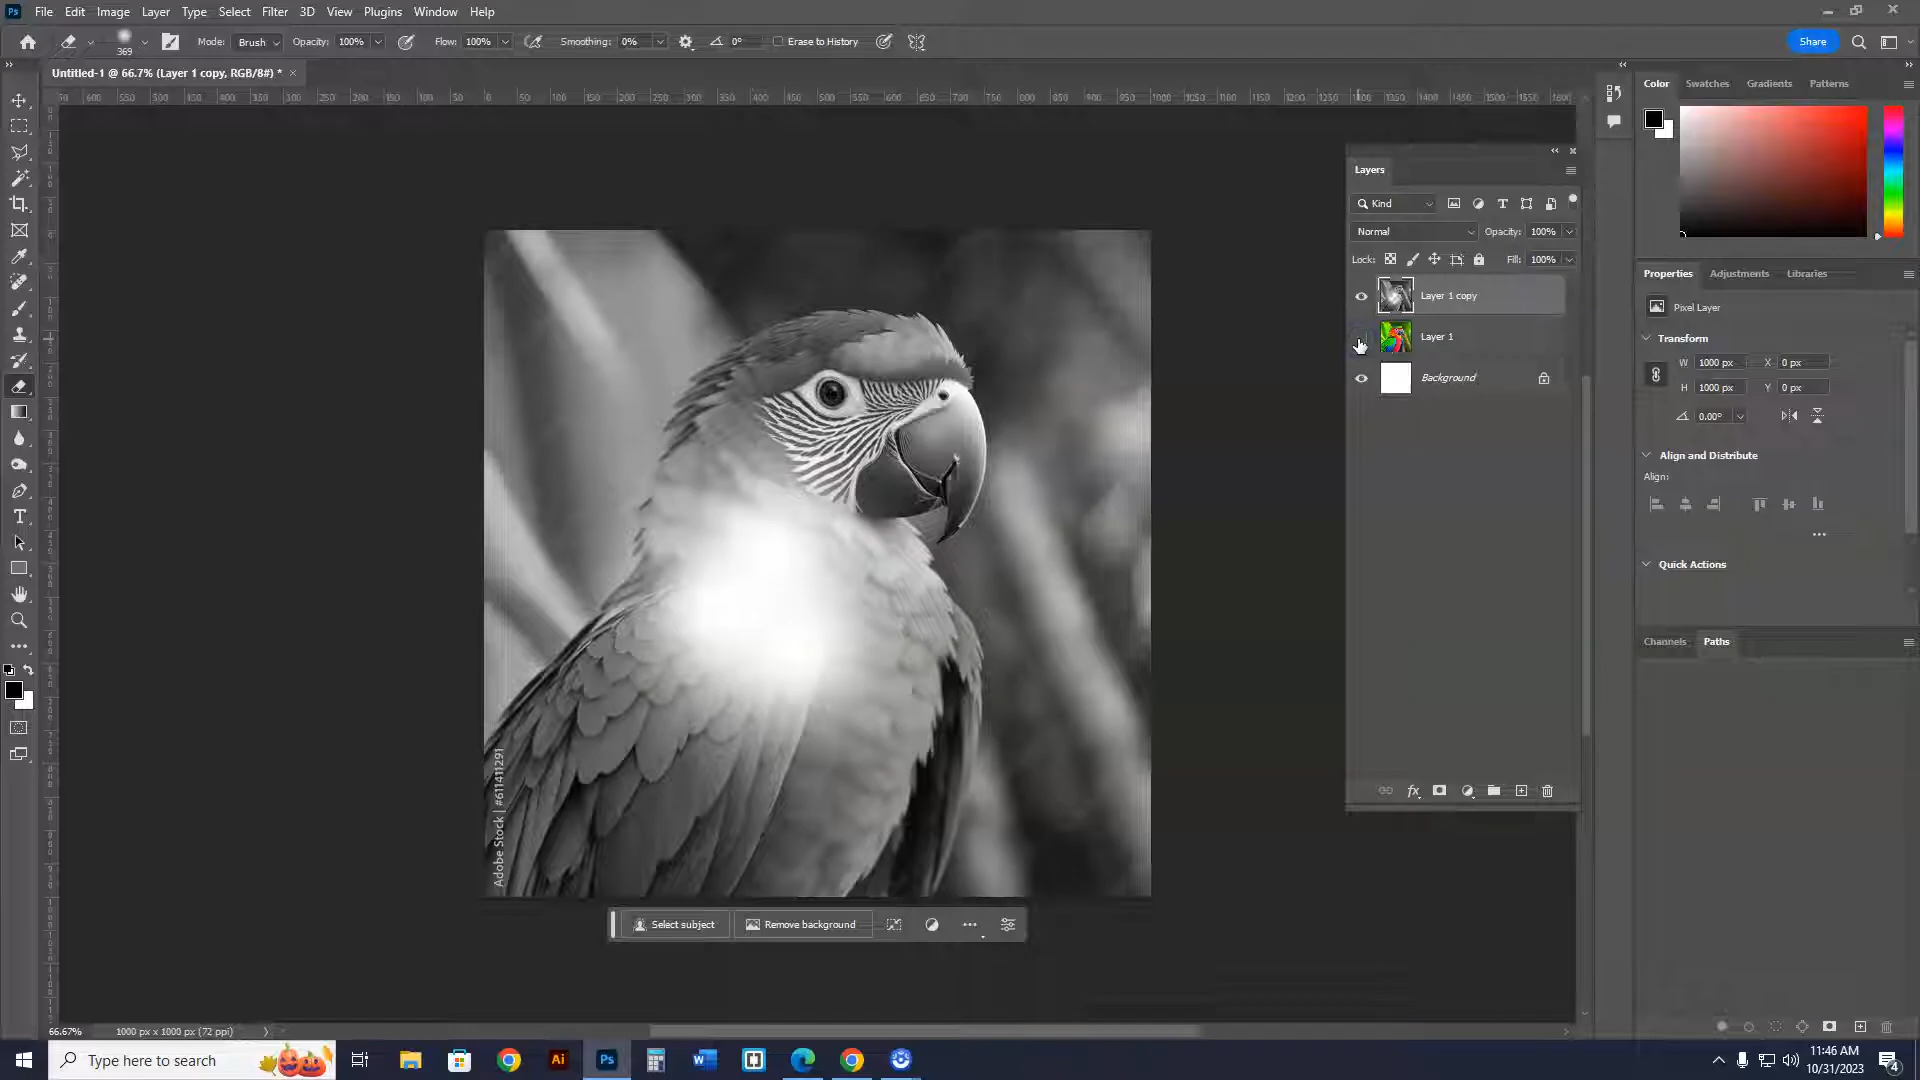 Ps File Edit Image Layer Type Select Filter 3D View Plugins Window Help
369 Mode: Brush Opacity: 100% Flow: 100% Smoothing: 0% 0° Erase to History Share
Untitled-1 @ 66.7% (Layer 1 copy, RGB/8#) * ×
Color Swatches Gradients Patterns
Layers
Kind
Normal Opacity: 100%
Lock: Fill: 100%
Layer 1 copy
Layer 1
Background
Properties Adjustments Libraries
Pixel Layer
Transform
W 1000 px X 0 px
H 1000 px Y 0 px
0.00°
Align and Distribute
Align:
Quick Actions
Channels Paths
Adobe Stock | #611411291
Select subject Remove background
66.67% 1000 px x 1000 px (72 ppi)
Type here to search
Ai Ps
11:46 AM
10/31/2023
4